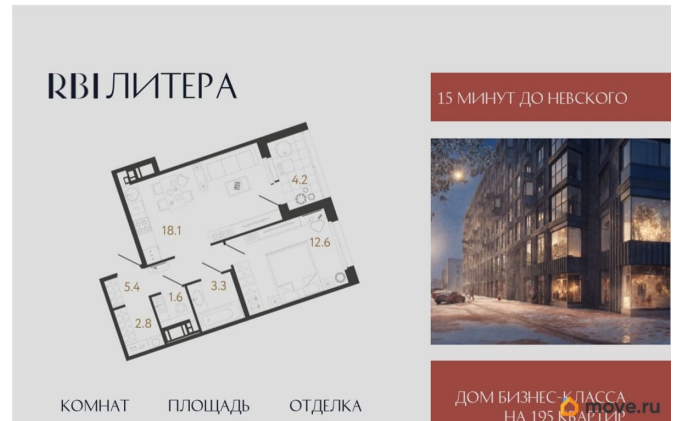 RBI ЛИТЕРА
15 МИНУТ ДО НЕВСКОГО
4.2
18.1
12.6
5.4
1.6
3.3
2.8
КОМНАТ ПЛОЩАДЬ ОТДЕЛКА
ДОМ БИЗНЕС-КЛАССА
НА 195 КВАРТИР
move.ru